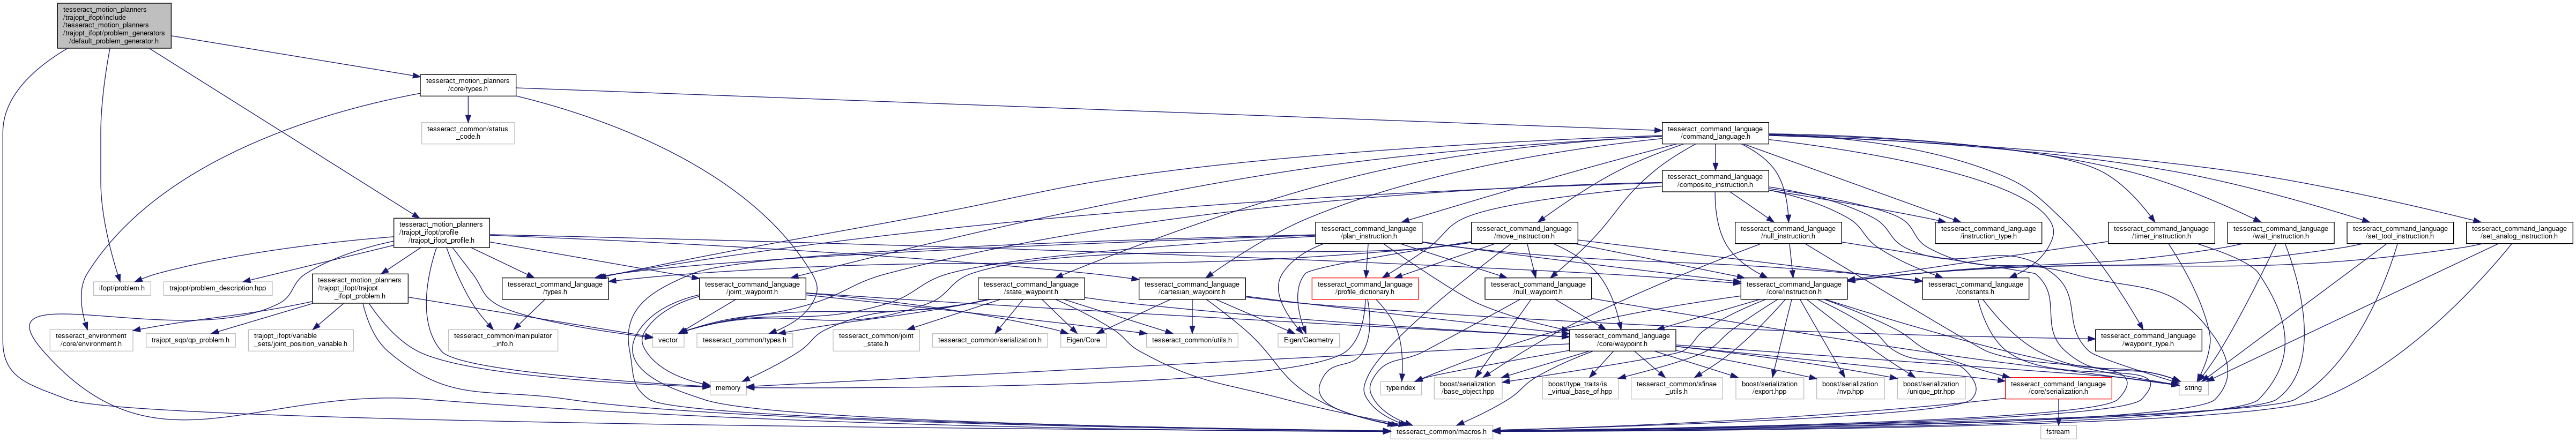 tesseract_motion_planners
/trajopt_ifopt/include
/tesseract_motion_planners
/trajopt_ifopt/problem_generators
/default_problem_generator.h
tesseract_motion_planners
/core/types.h
tesseract_common/status
_code.h
tesseract_command_language
/command_language.h
tesseract_command_language
/composite_instruction.h
tesseract_motion_planners
/trajopt_ifopt/profile
/trajopt_ifopt_profile.h
tesseract_command_language
/plan_instruction.h
tesseract_command_language
/move_instruction.h
tesseract_command_language
/null_instruction.h
tesseract_command_language
/instruction_type.h
tesseract_command_language
/timer_instruction.h
tesseract_command_language
/wait_instruction.h
tesseract_command_language
/set_tool_instruction.h
tesseract_command_language
/set_analog_instruction.h
ifopt/problem.h
trajopt/problem_description.hpp
tesseract_motion_planners
/trajopt_ifopt/trajopt
_ifopt_problem.h
tesseract_command_language
/types.h
tesseract_command_language
/joint_waypoint.h
tesseract_command_language
/state_waypoint.h
tesseract_command_language
/cartesian_waypoint.h
tesseract_command_language
/profile_dictionary.h
tesseract_command_language
/null_waypoint.h
tesseract_command_language
/core/instruction.h
tesseract_command_language
/constants.h
tesseract_environment
/core/environment.h
trajopt_sqp/qp_problem.h
trajopt_ifopt/variable
_sets/joint_position_variable.h
tesseract_common/manipulator
_info.h
vector
tesseract_common/types.h
tesseract_common/joint
_state.h
tesseract_common/serialization.h
Eigen/Core
tesseract_common/utils.h
Eigen/Geometry
tesseract_command_language
/core/waypoint.h
tesseract_command_language
/waypoint_type.h
memory
typeindex
boost/serialization
/base_object.hpp
boost/type_traits/is
_virtual_base_of.hpp
tesseract_common/sfinae
_utils.h
boost/serialization
/export.hpp
boost/serialization
/nvp.hpp
boost/serialization
/unique_ptr.hpp
tesseract_command_language
/core/serialization.h
string
tesseract_common/macros.h
fstream